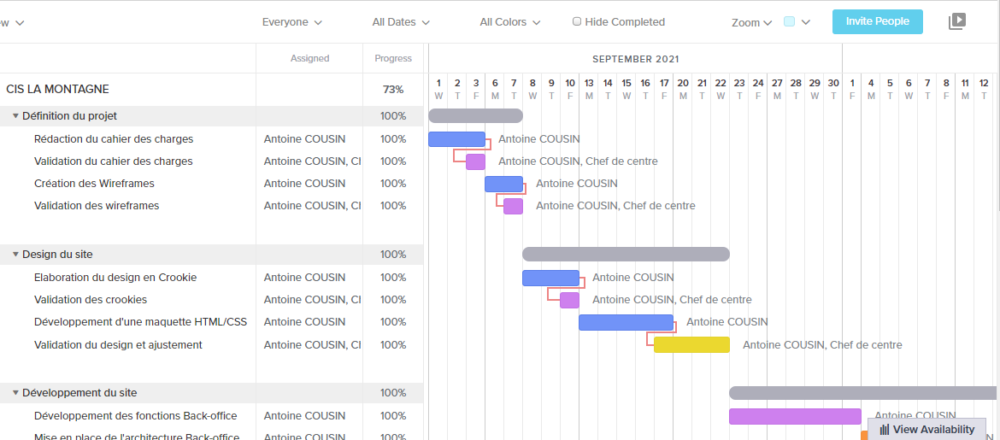 w Everyone All Dates All Colors Hide Completed Zoom Invite People
Assigned Progress SEPTEMBER 2021
CIS LA MONTAGNE 73% 1 2 3 6 7 8 9 10 13 14 15 16 17 20 21 22 23 24 27 28 29 30 1 4 5 6 7 8 11 12
W T F M T W T F M T W T F M T W T F M T W T F M T W T F M T
Définition du projet 100%
Rédaction du cahier des charges Antoine COUSIN 100% Antoine COUSIN
Validation du cahier des charges Antoine COUSIN, CI 100% Antoine COUSIN, Chef de centre
Création des Wireframes Antoine COUSIN 100% Antoine COUSIN
Validation des wireframes Antoine COUSIN, CI 100% Antoine COUSIN, Chef de centre
Design du site 100%
Elaboration du design en Crookie Antoine COUSIN 100% Antoine COUSIN
Validation des crookies Antoine COUSIN, CI 100% Antoine COUSIN, Chef de centre
Développement d'une maquette HTML/CSS Antoine COUSIN 100% Antoine COUSIN
Validation du design et ajustement Antoine COUSIN, CI 100% Antoine COUSIN, Chef de centre
Développement du site 100%
Développement des fonctions Back-office Antoine COUSIN 100% Antoine COUSIN
View Availability
Mise en place de l'architecture Back-office Antoine COUSIN 100%